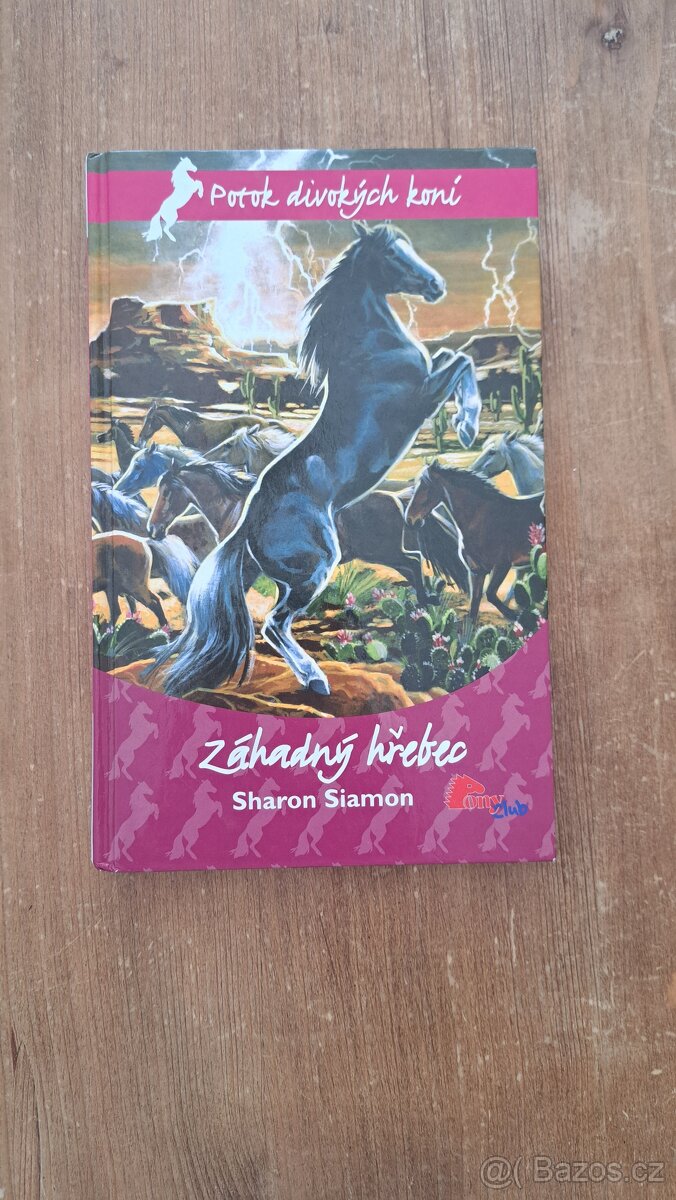 Potok divokých koní
Záhadný hřebec
Sharon Siamon
Pony
club
@( Bazos.cz